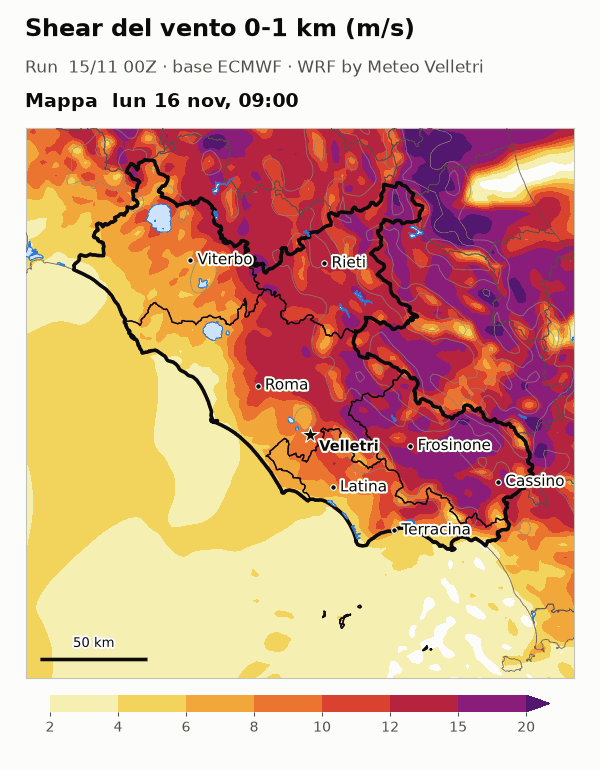 Shear del vento 0-1 km (m/s)
Run 15/11 00Z · base ECMWF · WRF by Meteo Velletri
Mappa lun 16 nov, 09:00
Viterbo
Rieti
Roma
Velletri
Frosinone
Cassino
Latina
Terracina
50 km
2 4 6 8 10 12 15 20